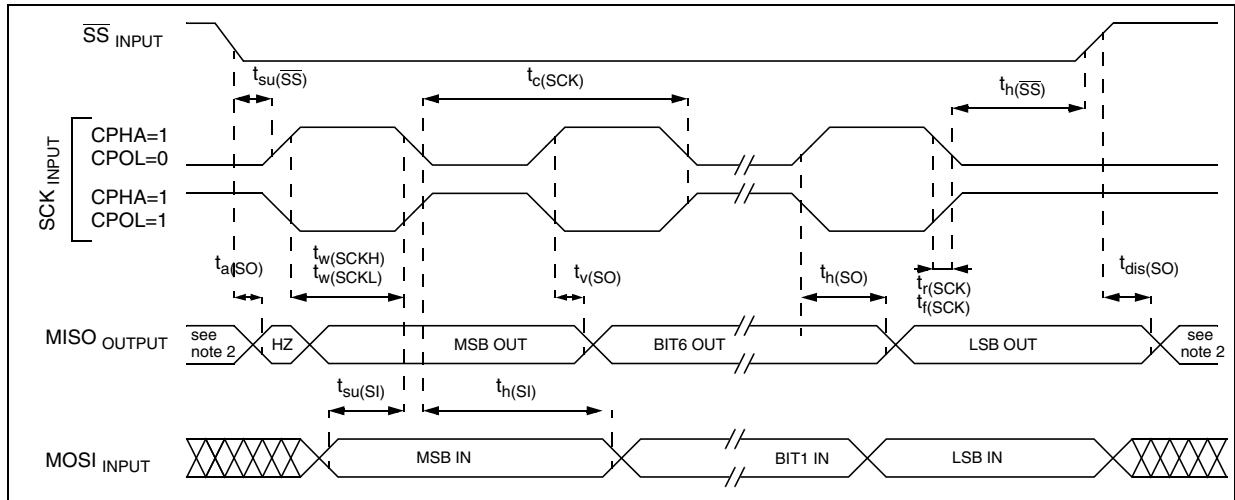 SS INPUT
tsu(SS)
tc(SCK)
th(SS)
SCK INPUT
CPHA=1
CPOL=0
CPHA=1
CPOL=1
ta(SO)
tw(SCKH)
tw(SCKL)
tv(SO)
th(SO)
tr(SCK)
tf(SCK)
tdis(SO)
MISO OUTPUT
see
note 2
HZ
MSB OUT
BIT6 OUT
LSB OUT
see
note 2
tsu(SI)
th(SI)
MOSI INPUT
MSB IN
BIT1 IN
LSB IN